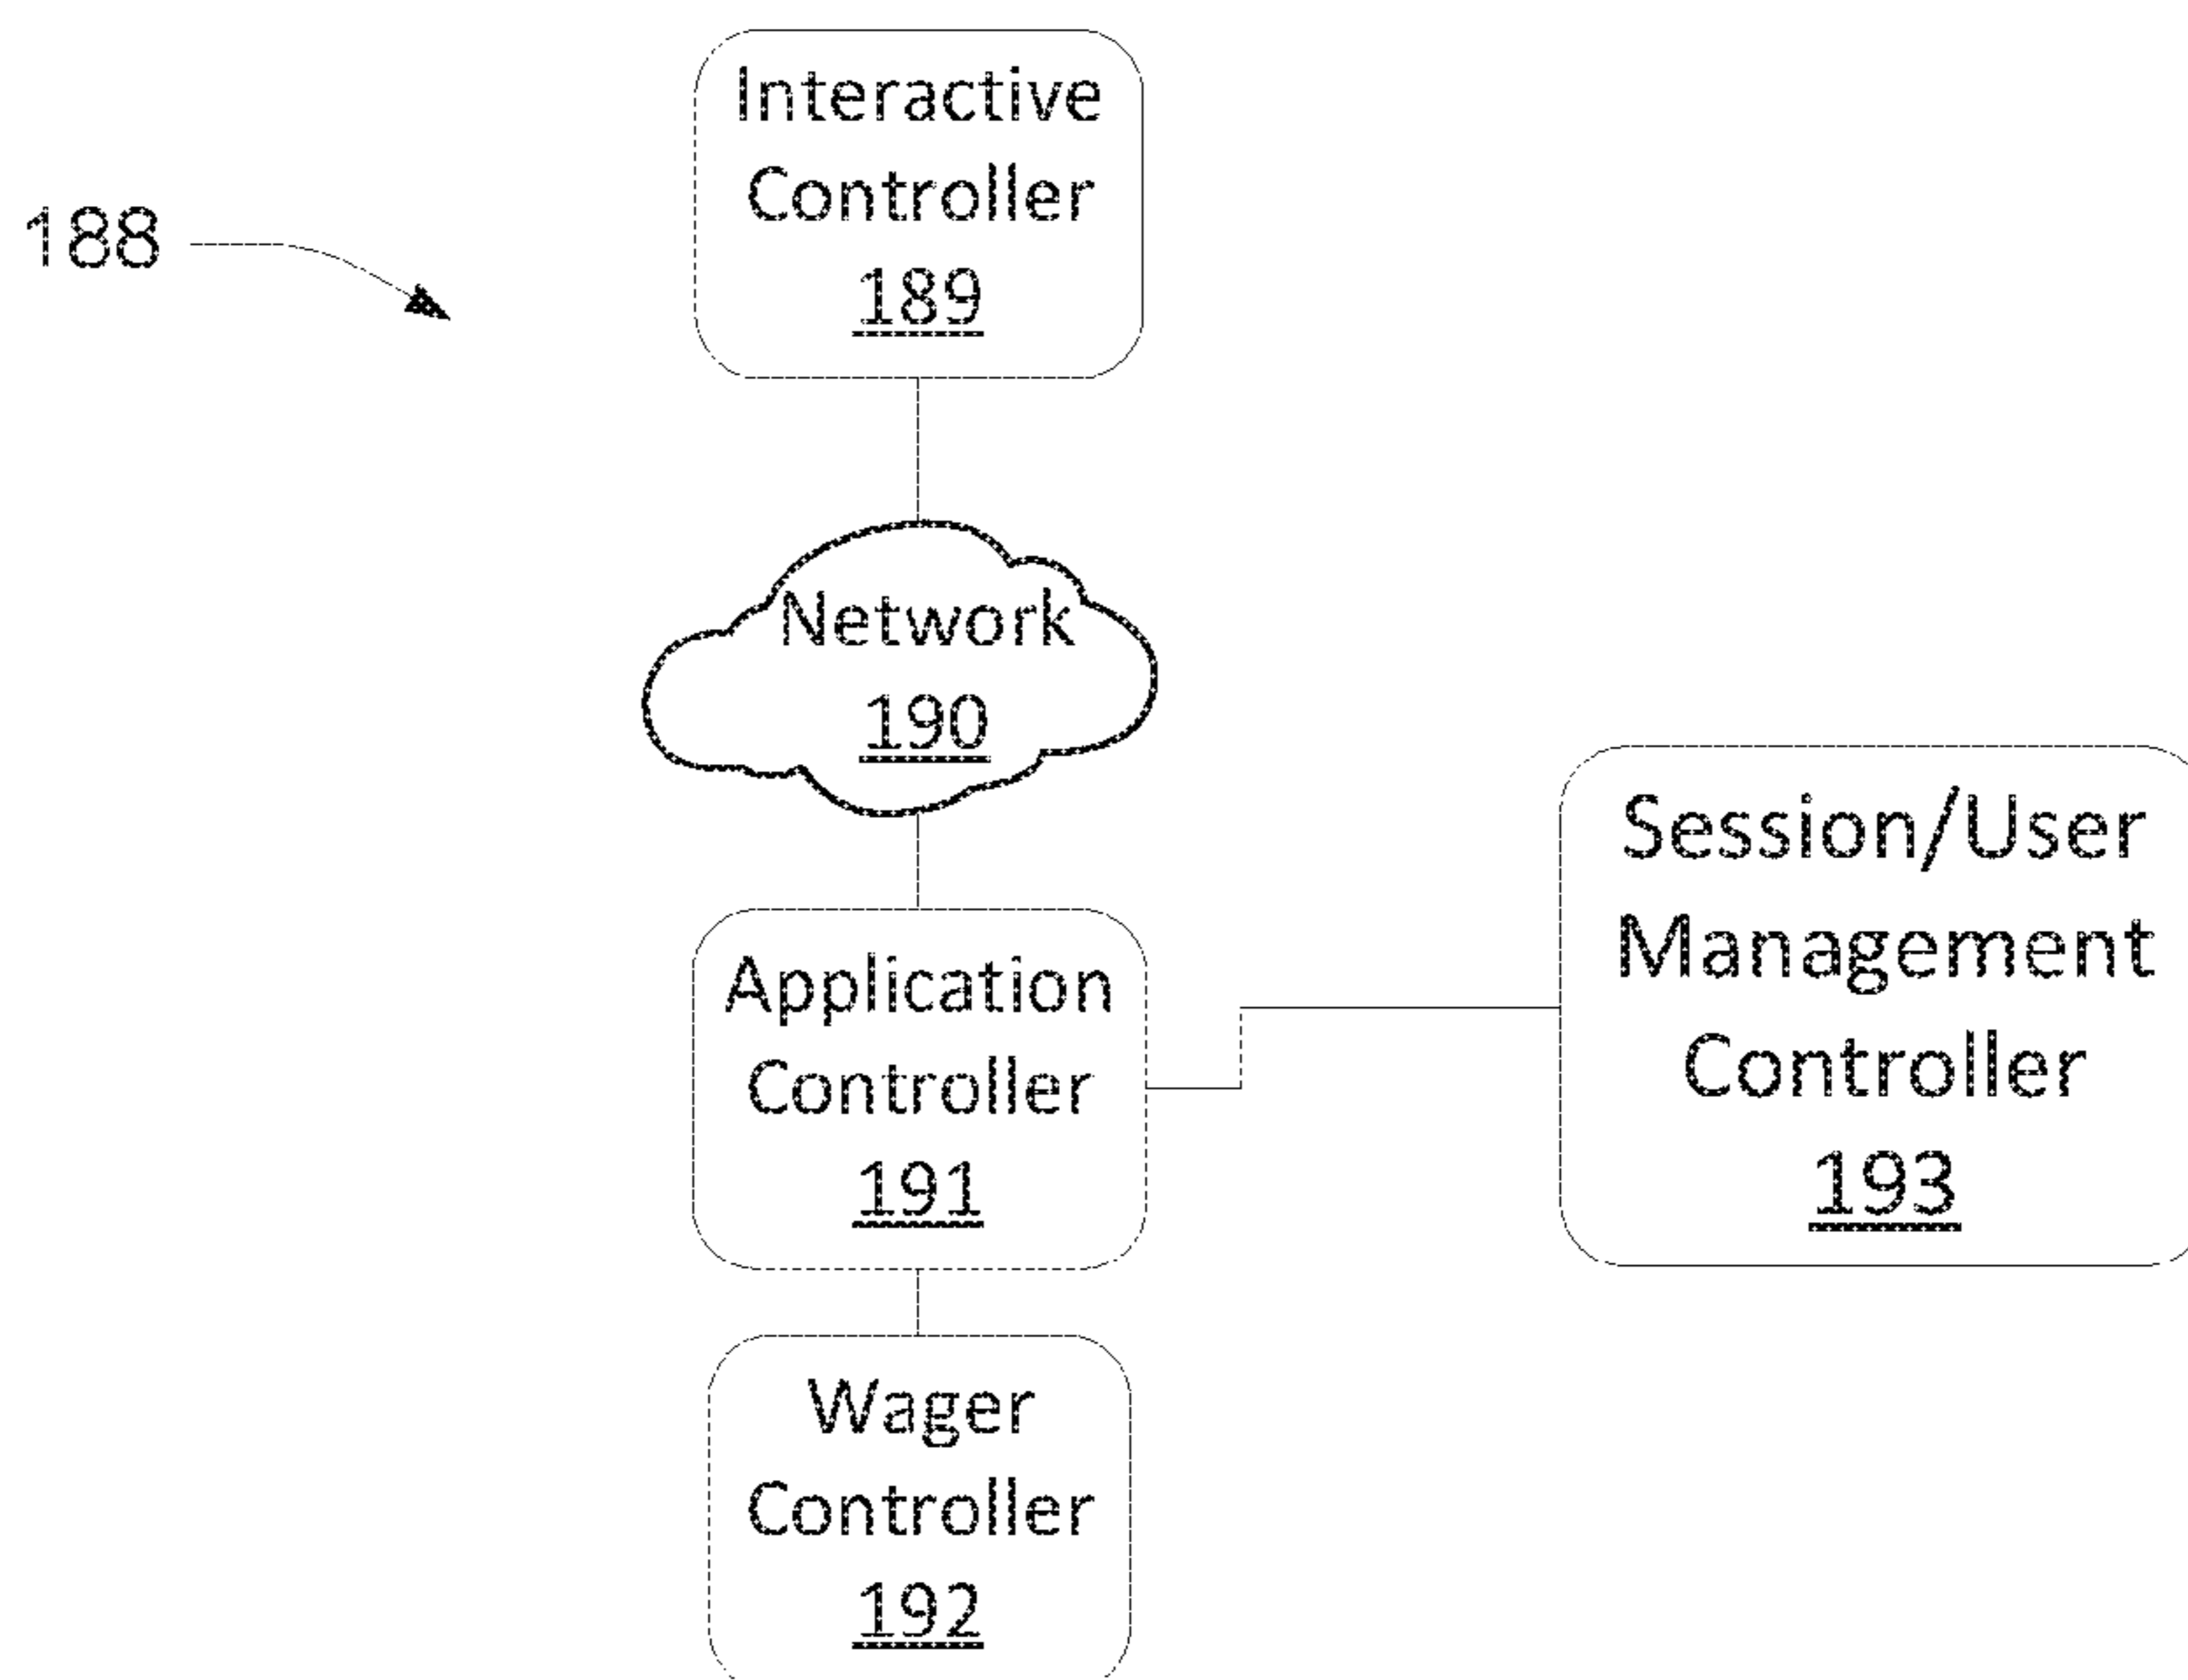 188
Interactive
Controller
189
Network
190
Application
Controller
191
Session/User
Management
Controller
193
Wager
Controller
192